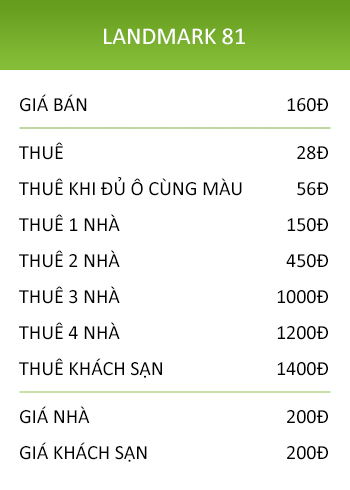 LANDMARK 81
GIÁ BÁN 160Đ
THUÊ 28Đ
THUÊ KHI ĐỦ Ô CÙNG MÀU 56Đ
THUÊ 1 NHÀ 150Đ
THUÊ 2 NHÀ 450Đ
THUÊ 3 NHÀ 1000Đ
THUÊ 4 NHÀ 1200Đ
THUÊ KHÁCH SẠN 1400Đ
GIÁ NHÀ 200Đ
GIÁ KHÁCH SẠN 200Đ